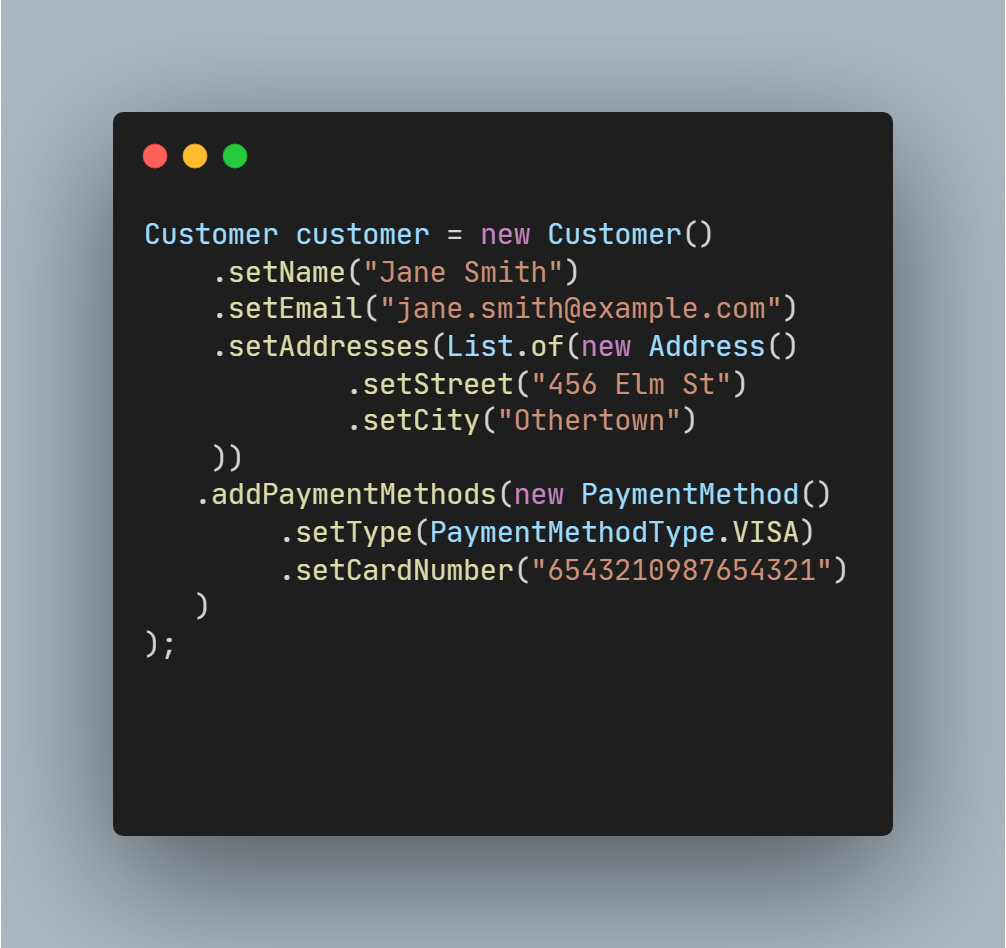 Customer customer = new Customer()
    .setName("Jane Smith")
    .setEmail("jane.smith@example.com")
    .setAddresses(List.of(new Address()
            .setStreet("456 Elm St")
            .setCity("Othertown")
    ))
   .addPaymentMethods(new PaymentMethod()
        .setType(PaymentMethodType.VISA)
        .setCardNumber("6543210987654321")
   )
);